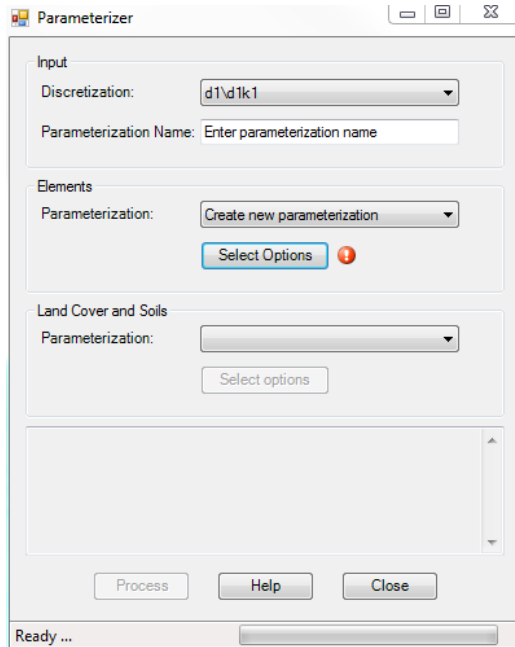 Parameterizer
Input
Discretization: d1\d1k1
Parameterization Name: Enter parameterization name
Elements
Parameterization: Create new parameterization
Select Options
Land Cover and Soils
Parameterization:
Select options
Process Help Close
Ready ...